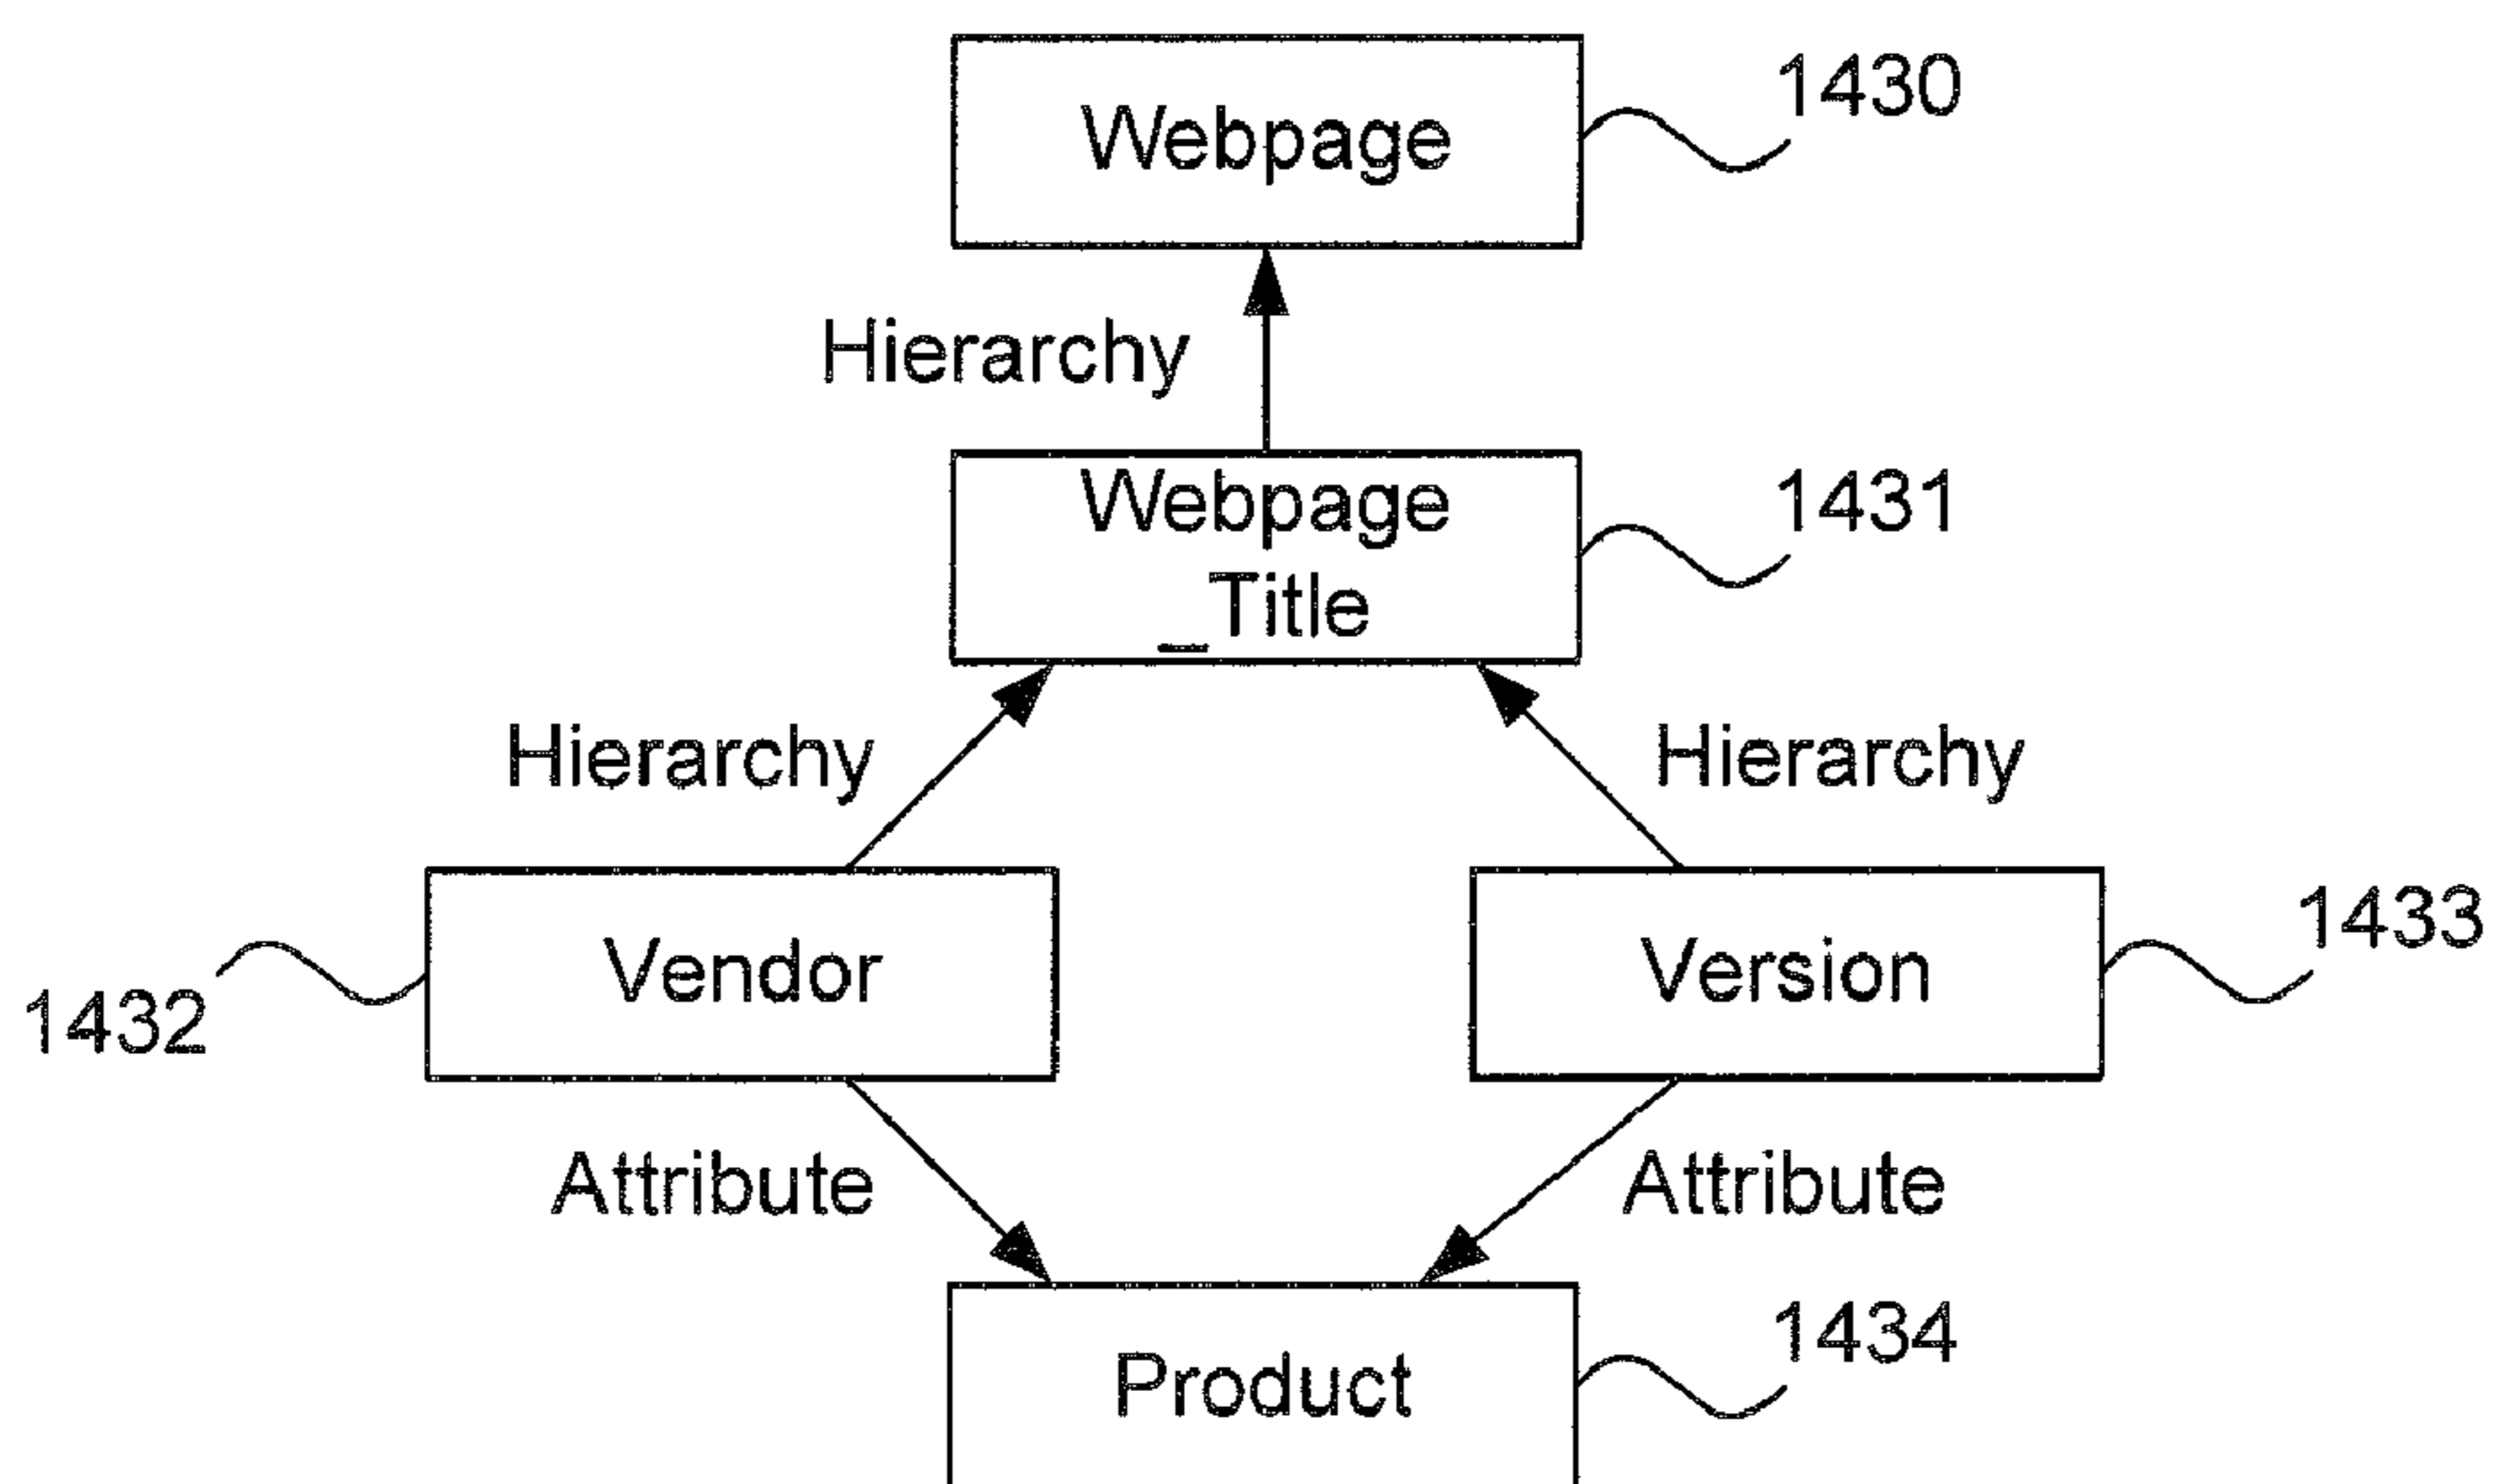 Webpage
1430
Hierarchy
Webpage
_Title
1431
Hierarchy
Hierarchy
Vendor
Version
1433
1432
Attribute
Attribute
Product
1434